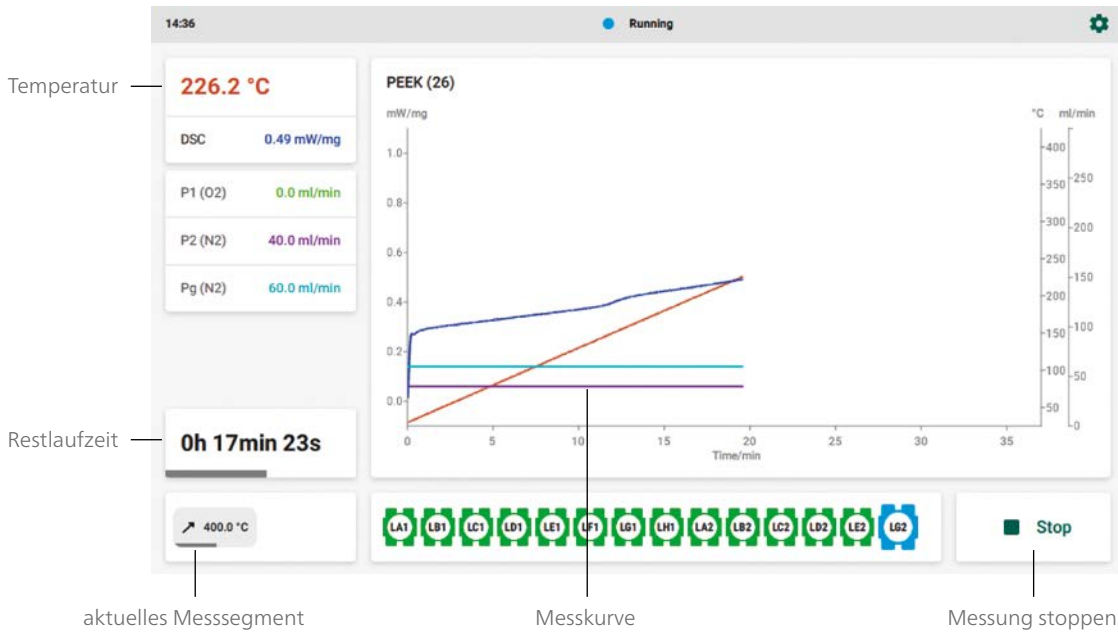 14:36
Running
Temperatur
226.2 °C
DSC 0.49 mW/mg
P1 (O2) 0.0 ml/min
P2 (N2) 40.0 ml/min
Pg (N2) 60.0 ml/min
PEEK (26)
mW/mg
°C ml/min
1.0
0.8
0.6
0.4
0.2
0.0
400
350
300
250
200
150
100
50
250
200
150
100
50
0
0 5 10 15 20 25 30 35
Time/min
Restlaufzeit
0h 17min 23s
400.0 °C
LA1 LB1 LC1 LD1 LE1 LF1 LG1 LH1 LA2 LB2 LC2 LD2 LE2 LG2
Stop
aktuelles Messsegment
Messkurve
Messung stoppen